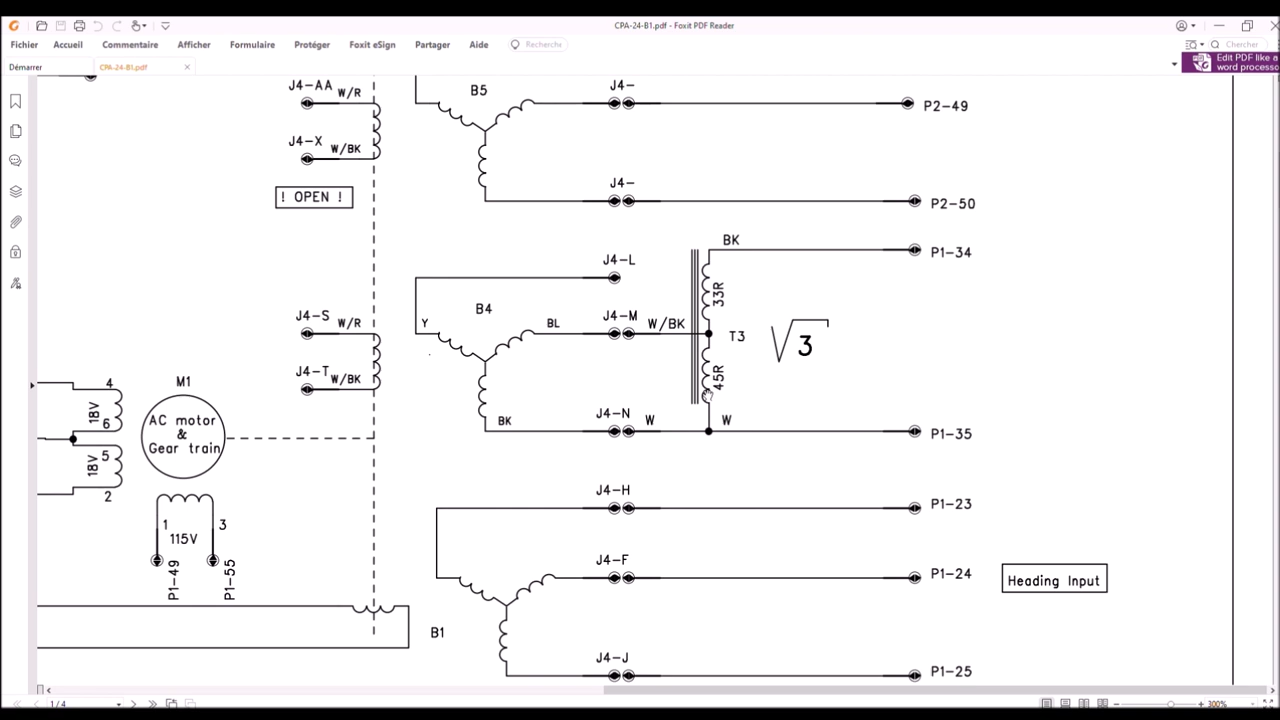 CPA-24-B1.pdf - Foxit PDF Reader
Fichier Accueil Commentaire Afficher Formulaire Protéger Foxit eSign Partager Aide Recherche Chercher
Démarrer CPA-24-B1.pdf Edit PDF like a
word processo
J4-AA W/R B5 J4- P2-49
J4-X W/BK
! OPEN ! J4- P2-50
BK P1-34
J4-L
33R
J4-S W/R Y B4 BL J4-M W/BK T3 √3
J4-T W/BK 45R
M1
4 18V 6
AC motor
&
Gear train
BK J4-N W W P1-35
5 18V 2
J4-H P1-23
1 115V 3
J4-F P1-24 Heading Input
P1-49 P1-55
B1
J4-J P1-25
1 / 4 300%